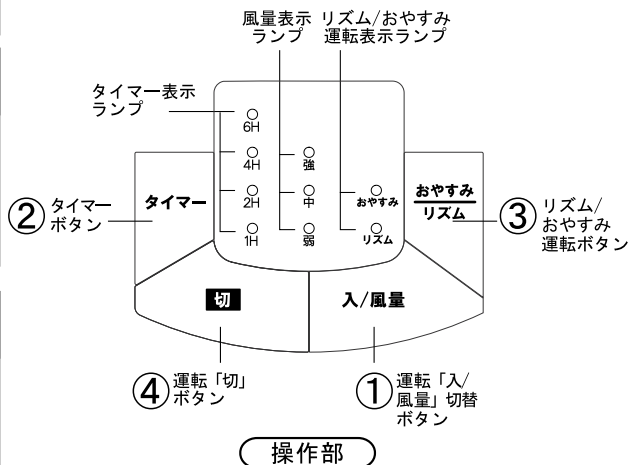 風量表示
ランプ
リズム/おやすみ
運転表示ランプ
タイマー表示
ランプ
6H
4H
2H
1H
強
中
弱
おやすみ
リズム
② タイマー
ボタン
タイマー
おやすみ
リズム
③ リズム/
おやすみ
運転ボタン
切
入/風量
④ 運転「切」
ボタン
① 運転「入/
風量」切替
ボタン
操作部